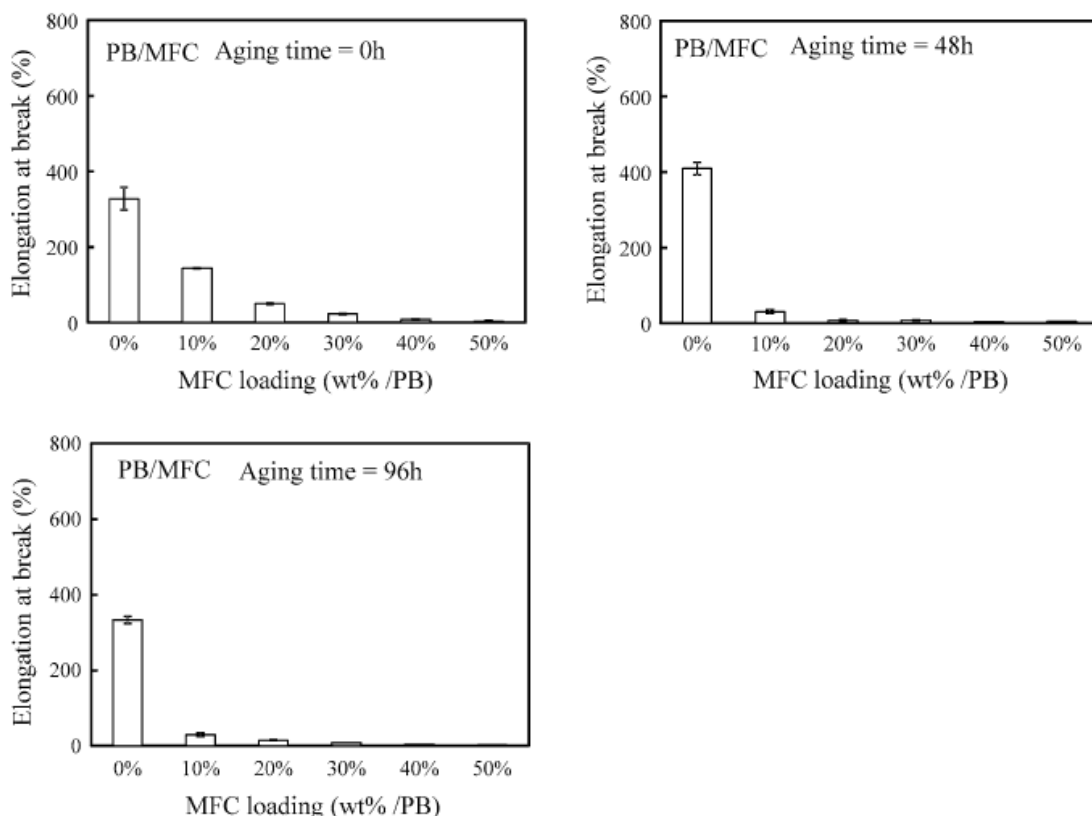 PB/MFC Aging time = 0h
Elongation at break (%)
800
600
400
200
0
0% 10% 20% 30% 40% 50%
MFC loading (wt% /PB)
PB/MFC Aging time = 48h
Elongation at break (%)
800
600
400
200
0
0% 10% 20% 30% 40% 50%
MFC loading (wt% /PB)
PB/MFC Aging time = 96h
Elongation at break (%)
800
600
400
200
0
0% 10% 20% 30% 40% 50%
MFC loading (wt% /PB)